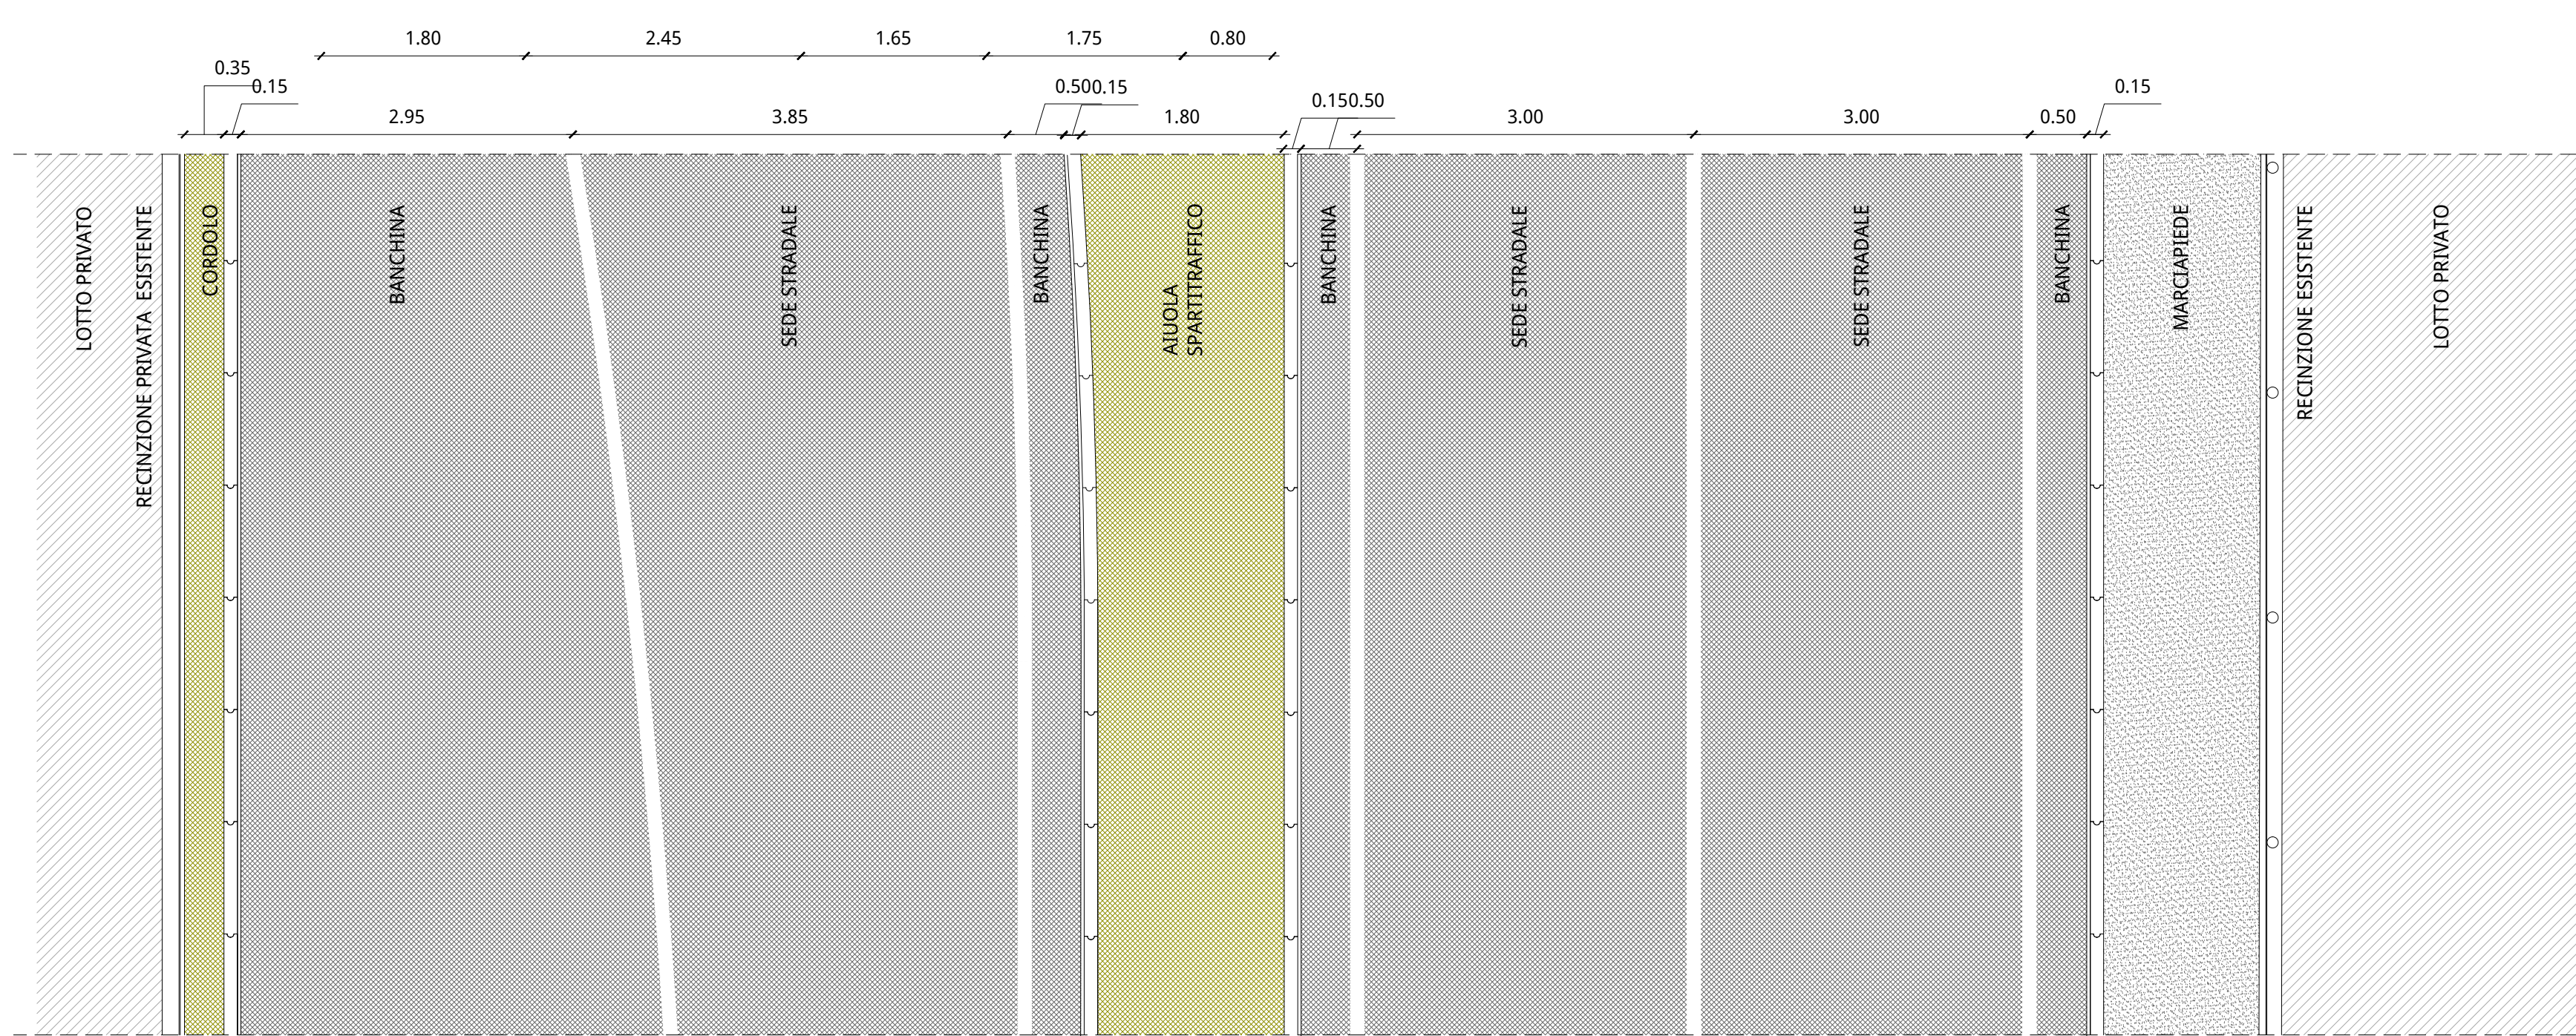 1.80 2.45 1.65 1.75 0.80
0.35
0.15 0.50 0.15 0.15
0.15 0.50
2.95 3.85 1.80 3.00 3.00 0.50
LOTTO PRIVATO
RECINZIONE PRIVATA ESISTENTE
CORDOLO
BANCHINA
SEDE STRADALE
BANCHINA
AIUOLA
SPARTITRAFFICO
BANCHINA
SEDE STRADALE
SEDE STRADALE
BANCHINA
MARCIAPIEDE
RECINZIONE ESISTENTE
LOTTO PRIVATO